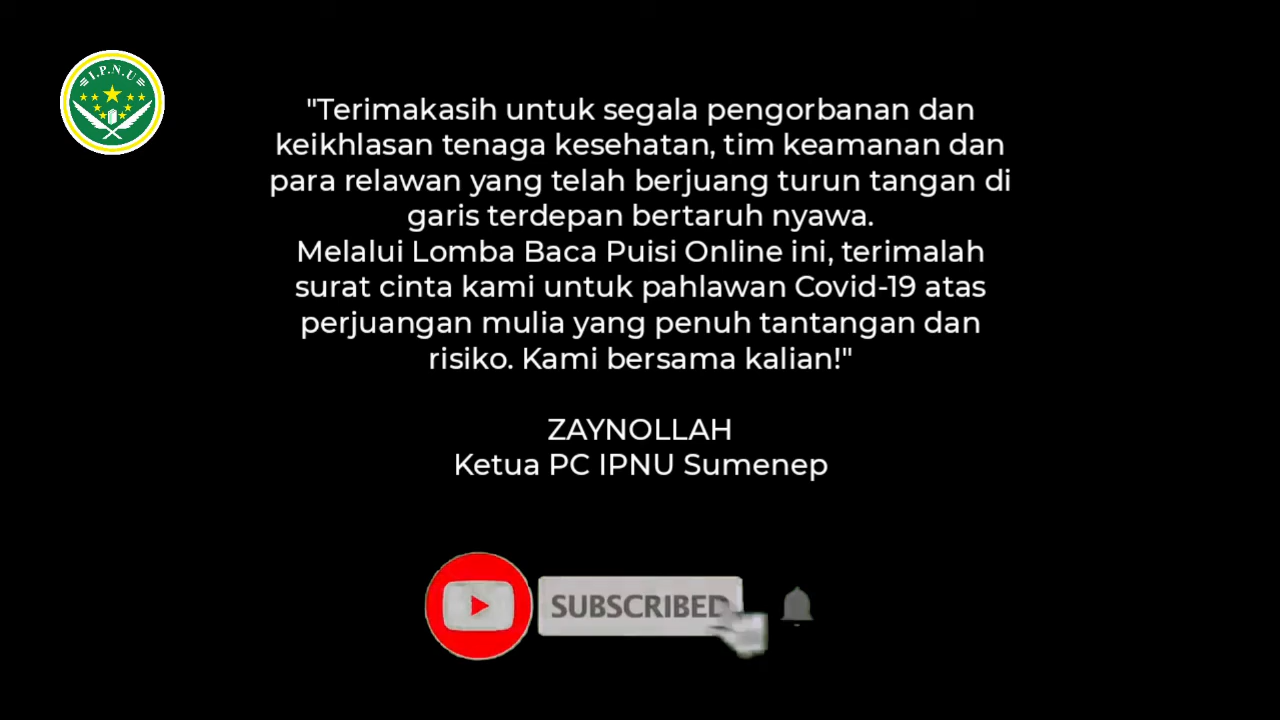 I.P.N.U
"Terimakasih untuk segala pengorbanan dan
keikhlasan tenaga kesehatan, tim keamanan dan
para relawan yang telah berjuang turun tangan di
garis terdepan bertaruh nyawa.
Melalui Lomba Baca Puisi Online ini, terimalah
surat cinta kami untuk pahlawan Covid-19 atas
perjuangan mulia yang penuh tantangan dan
risiko. Kami bersama kalian!"
ZAYNOLLAH
Ketua PC IPNU Sumenep
SUBSCRIBED